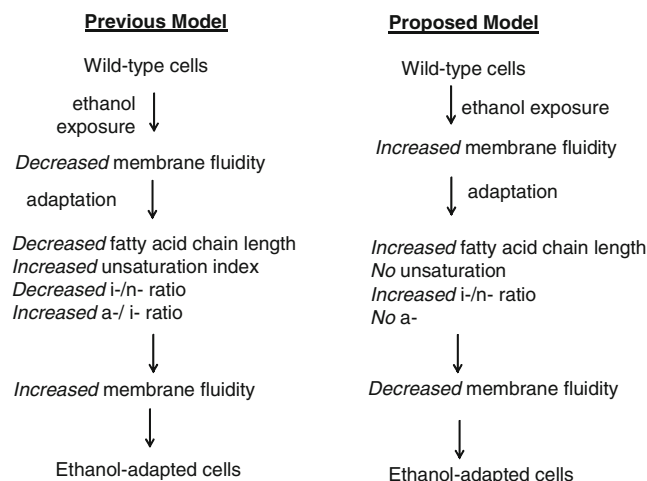 Previous Model
Wild-type cells
ethanol
exposure
Decreased membrane fluidity
adaptation
Decreased fatty acid chain length
Increased unsaturation index
Decreased i-/n- ratio
Increased a-/ i- ratio
Increased membrane fluidity
Ethanol-adapted cells
Proposed Model
Wild-type cells
ethanol exposure
Increased membrane fluidity
adaptation
Increased fatty acid chain length
No unsaturation
Increased i-/n- ratio
No a-
Decreased membrane fluidity
Ethanol-adapted cells